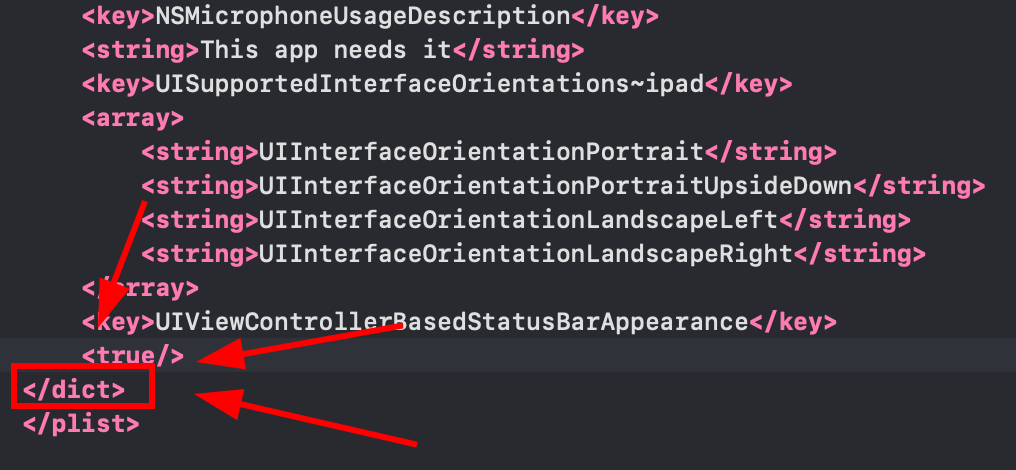 <key>NSMicrophoneUsageDescription</key>
<string>This app needs it</string>
<key>UISupportedInterfaceOrientations~ipad</key>
<array>
<string>UIInterfaceOrientationPortrait</string>
<string>UIInterfaceOrientationPortraitUpsideDown</string>
<string>UIInterfaceOrientationLandscapeLeft</string>
<string>UIInterfaceOrientationLandscapeRight</string>
</array>
<key>UIViewControllerBasedStatusBarAppearance</key>
<true/>
</dict>
</plist>